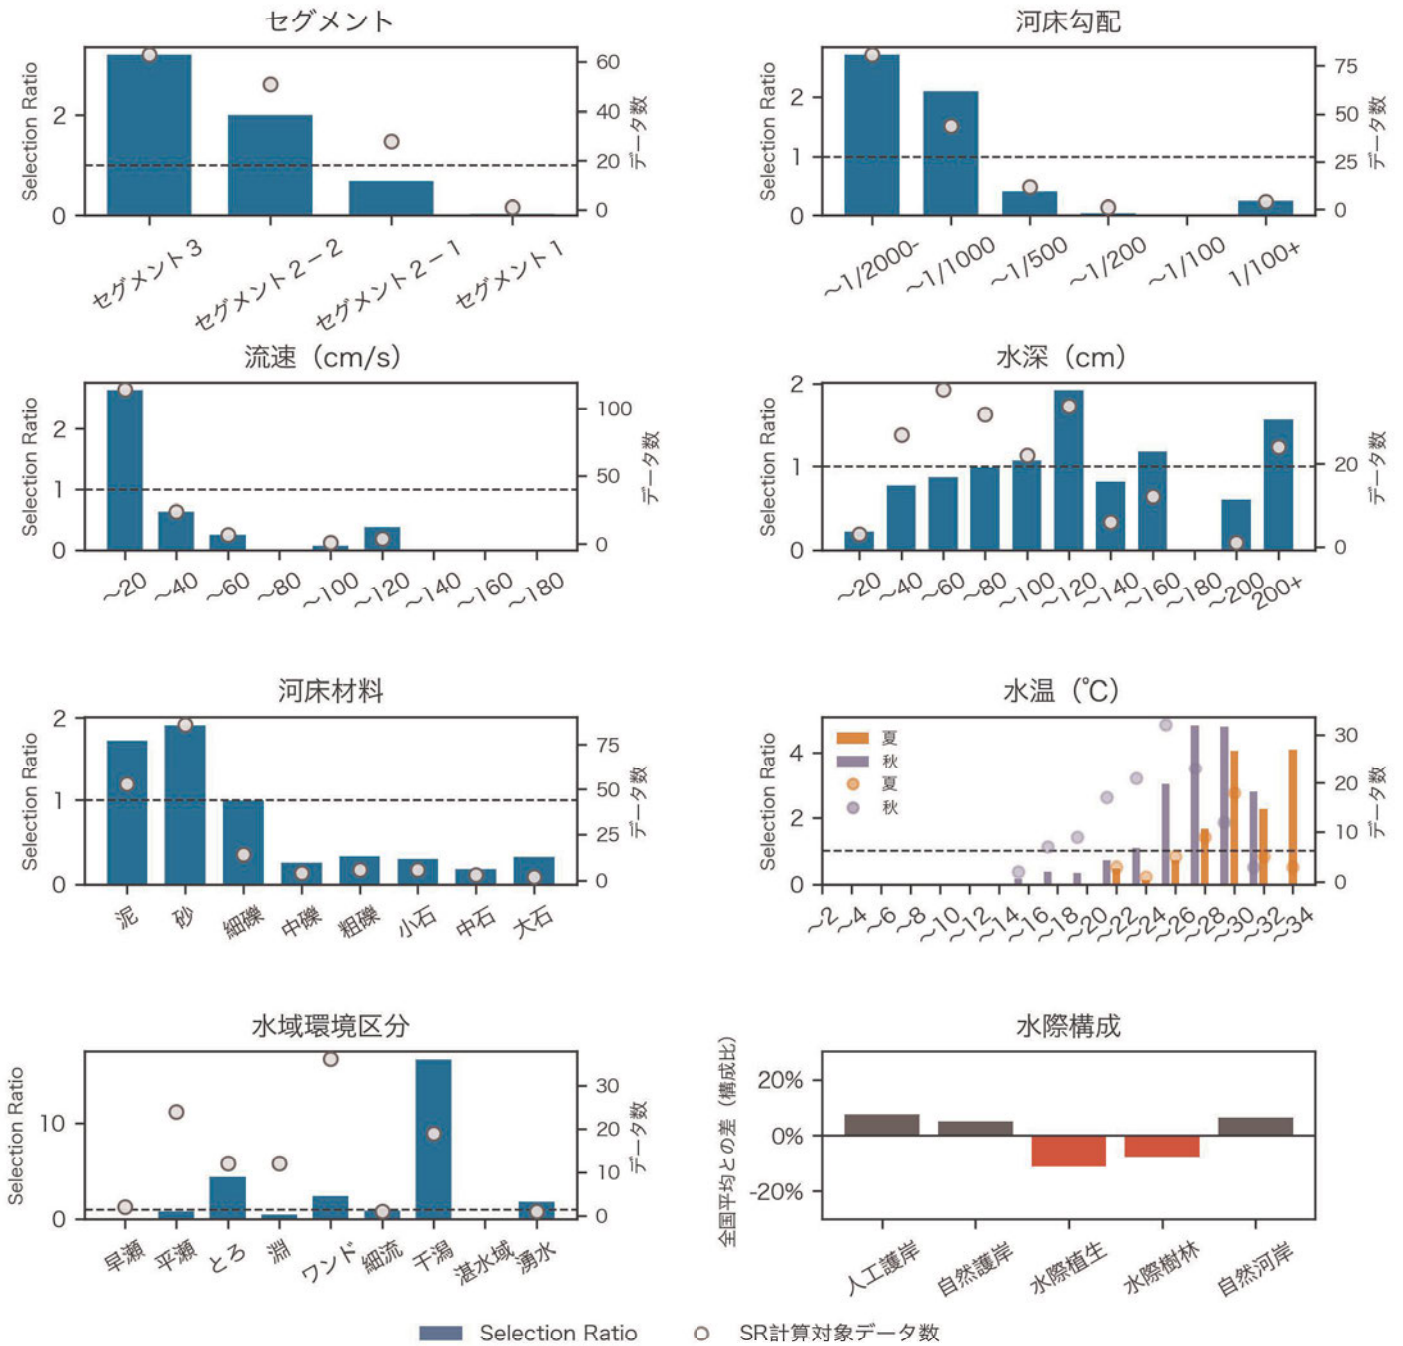 セグメント
Selection Ratio
2
0
60
40
20
0
データ数
セグメント３
セグメント２－２
セグメント２－１
セグメント１
河床勾配
Selection Ratio
2
1
0
75
50
25
0
データ数
～1/2000-
～1/1000
～1/500
～1/200
～1/100
1/100+
流速（cm/s）
Selection Ratio
2
1
0
100
50
0
データ数
～20
～40
～60
～80
～100
～120
～140
～160
～180
水深（cm）
Selection Ratio
2
1
0
20
0
データ数
～20
～40
～60
～80
～100
～120
～140
～160
～180
～200
200+
河床材料
Selection Ratio
2
1
0
75
50
25
0
データ数
泥
砂
細礫
中礫
粗礫
小石
中石
大石
水温（℃）
Selection Ratio
4
2
0
夏
秋
夏
秋
30
20
10
0
データ数
～2
～4
～6
～8
～10
～12
～14
～16
～18
～20
～22
～24
～26
～28
～30
～32
～34
水域環境区分
Selection Ratio
10
0
30
20
10
0
データ数
早瀬
平瀬
とろ
淵
ワンド
細流
干潟
湛水域
湧水
水際構成
全国平均との差（構成比）
20%
0%
-20%
人工護岸
自然護岸
水際植生
水際樹林
自然河岸
Selection Ratio
SR計算対象データ数